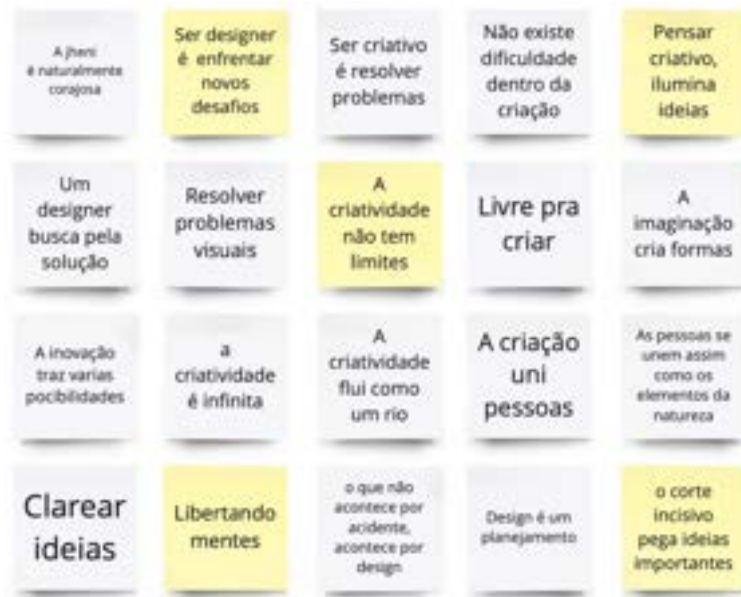 A jheni
é naturalmente
corajosa
Ser designer
é enfrentar
novos
desafios
Ser criativo
é resolver
problemas
Não existe
dificuldade
dentro da
criação
Pensar
criativo,
ilumina
ideias
Um
designer
busca pela
solução
Resolver
problemas
visuais
A
criatividade
não tem
limites
Livre pra
criar
A
imaginação
cria formas
A inovação
traz varias
pocibilidades
a
criatividade
é infinita
A
criatividade
flui como
um rio
A criação
uni
pessoas
As pessoas se
unem assim
como os
elementos da
natureza
Clarear
ideias
Libertando
mentes
o que não
acontece por
acidente,
acontece por
design
Design é um
planejamento
o corte
incisivo
pega ideias
importantes